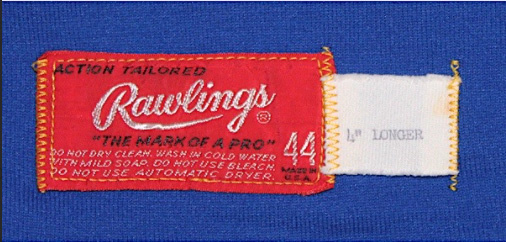 ACTION TAILORED
Rawlings®
"THE MARK OF A PRO"
DO NOT DRY CLEAN. WASH IN COLD WATER
WITH MILD SOAP. DO NOT USE BLEACH.
DO NOT USE AUTOMATIC DRYER.
44
MADE IN
U.S.A.
4" LONGER